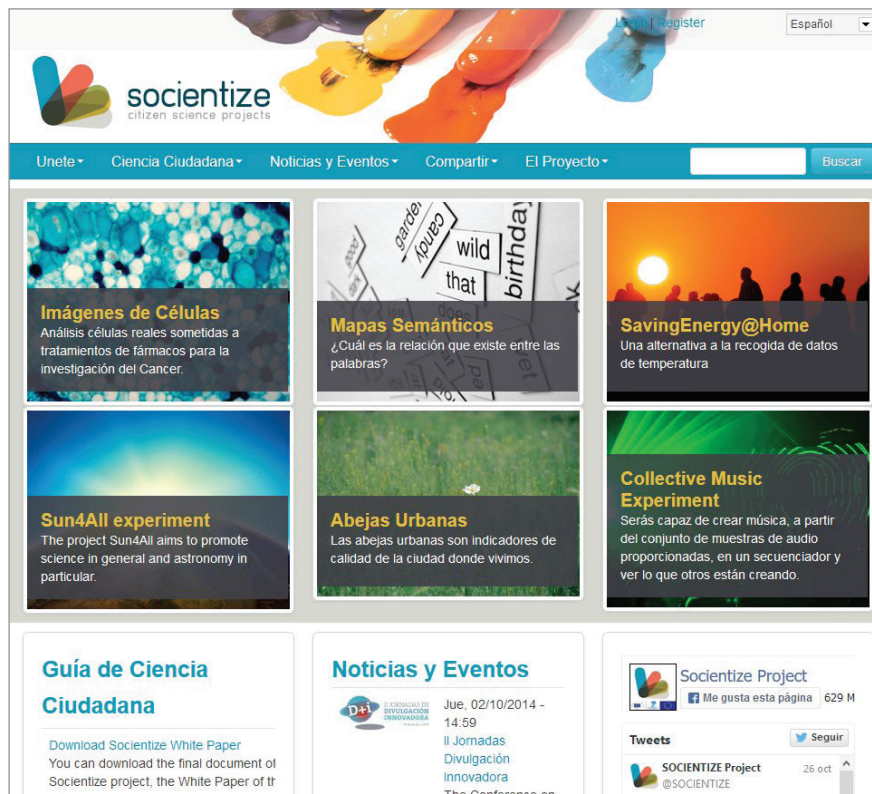 Login | Register
Español
socientize
citizen science projects
Unete
Ciencia Ciudadana
Noticias y Eventos
Compartir
El Proyecto
Buscar
Imágenes de Células
Análisis células reales sometidas a
tratamientos de fármacos para la
investigación del Cancer.
garden
candy
wild
that
birthday
Mapas Semánticos
¿Cuál es la relación que existe entre las
palabras?
SavingEnergy@Home
Una alternativa a la recogida de datos
de temperatura
Sun4All experiment
The project Sun4All aims to promote
science in general and astronomy in
particular.
Abejas Urbanas
Las abejas urbanas son indicadores de
calidad de la ciudad donde vivimos.
Collective Music
Experiment
Serás capaz de crear música, a partir
del conjunto de muestras de audio
proporcionadas, en un secuenciador y
ver lo que otros están creando.
Guía de Ciencia
Ciudadana
Download Socientize White Paper
You can download the final document of
Socientize project, the White Paper of th
Noticias y Eventos
D+i
II JORNADAS DE
DIVULGACIÓN
INNOVADORA
Jue, 02/10/2014 -
14:59
II Jornadas
Divulgación
Innovadora
The Conference on
Socientize Project
Me gusta esta página
629 M
Tweets
Seguir
SOCIENTIZE Project
26 oct
@SOCIENTIZE